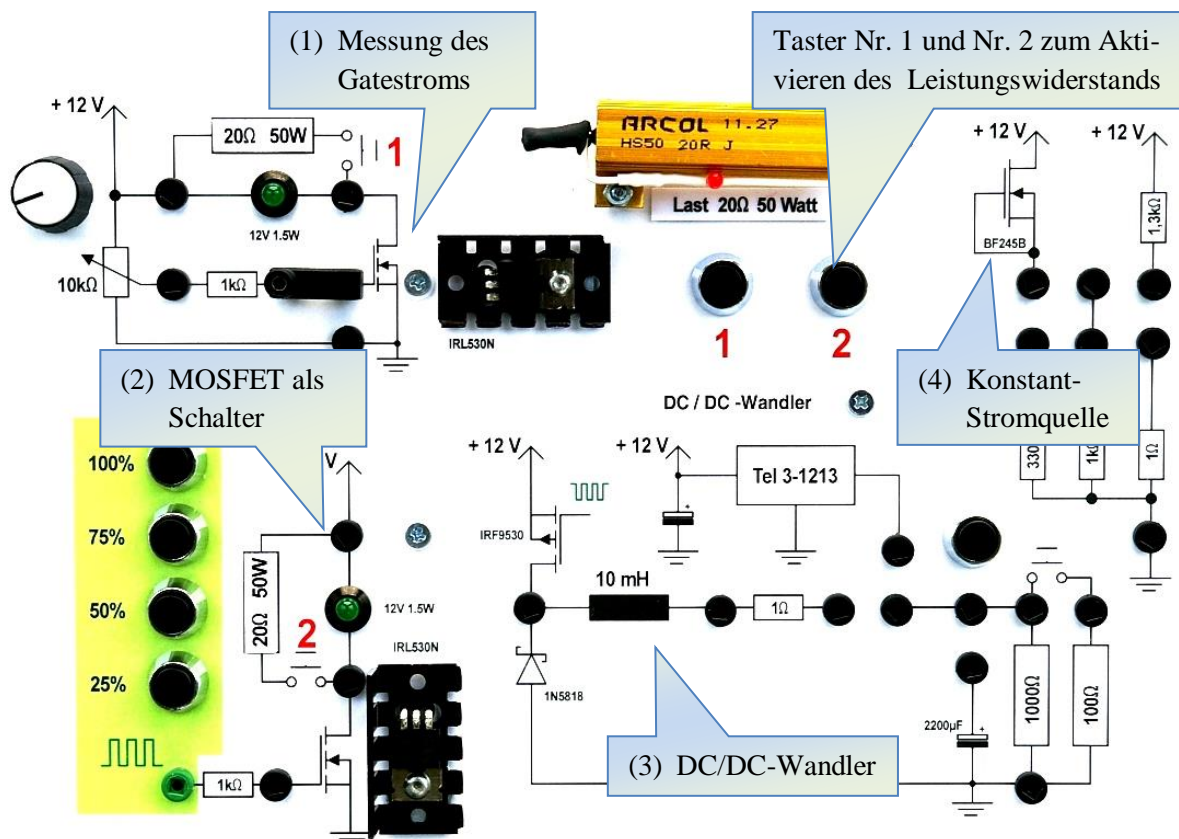 (1) Messung des
Gatestroms
Taster Nr. 1 und Nr. 2 zum Akti-
vieren des Leistungswiderstands
+ 12 V
20Ω 50W
1
12V 1.5W
10kΩ
1kΩ
IRL530N
ARCOL 11.27
HS50 20R J
Last 20Ω 50 Watt
1
2
+ 12 V
+ 12 V
1,3kΩ
BF245B
(4) Konstant-
Stromquelle
330
1kΩ
1Ω
(2) MOSFET als
Schalter
100%
75%
50%
25%
V
20Ω 50W
12V 1.5W
2
IRL530N
1kΩ
DC / DC -Wandler
+ 12 V
+ 12 V
Tel 3-1213
IRF9530
10 mH
1Ω
1N5818
2200µF
+
+
1000Ω
100Ω
(3) DC/DC-Wandler